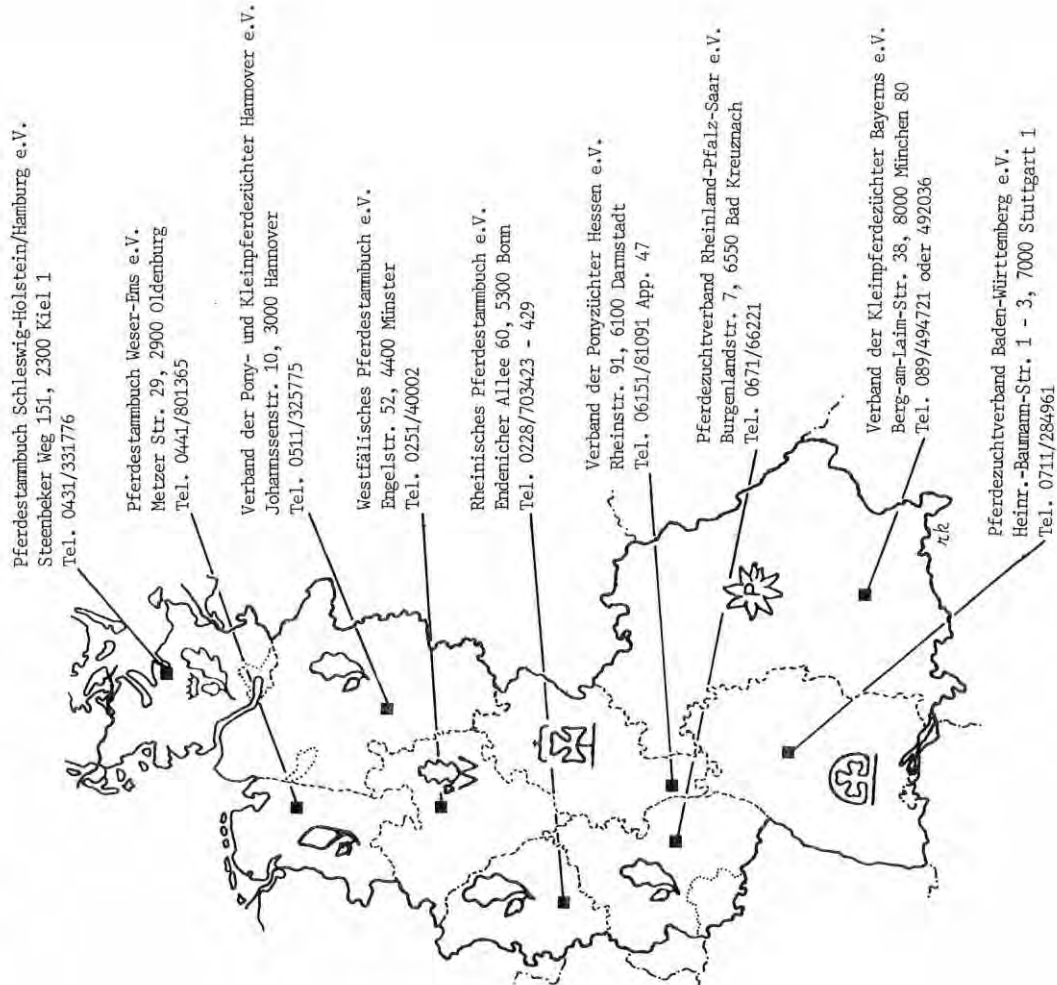 Pferdestammbuch Schleswig-Holstein/Hamburg e.V.
Steenbeker Weg 151, 2300 Kiel 1
Tel. 0431/331776
Pferdestammbuch Weser-Ems e.V.
Metzer Str. 29, 2900 Oldenburg
Tel. 0441/801365
Verband der Pony- und Kleinpferdezüchter Hannover e.V.
Johannssenstr. 10, 3000 Hannover
Tel. 0511/325775
Westfälisches Pferdestammbuch e.V.
Engelstr. 52, 4400 Münster
Tel. 0251/40002
Rheinisches Pferdestammbuch e.V.
Endenicher Allee 60, 5300 Bonn
Tel. 0228/703423 - 429
Verband der Ponyzüchter Hessen e.V.
Rheinstr. 91, 6100 Darmstadt
Tel. 06151/81091 App. 47
Pferdezuchtverband Rheinland-Pfalz-Saar e.V.
Burgenlandstr. 7, 6550 Bad Kreuznach
Tel. 0671/66221
Verband der Kleinpferdezüchter Bayerns e.V.
Berg-am-Laim-Str. 38, 8000 München 80
Tel. 089/494721 oder 492036
Pferdezuchtverband Baden-Württemberg e.V.
Heinr.-Baumann-Str. 1 - 3, 7000 Stuttgart 1
Tel. 0711/284961
P
rk